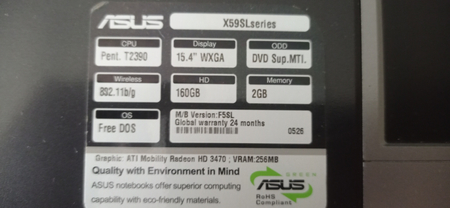 ASUS X59SLseries
CPU Display ODD
Pent. T2390 15.4" WXGA DVD Sup.MTl.
Wireless HD Memory
802.11b/g 160GB 2GB
OS M/B Version:F5SL
Global warranty 24 months
Free DOS 0526
Graphic: ATI Mobility Radeon HD 3470 ; VRAM:256MB
Quality with Environment in Mind
ASUS notebooks offer superior computing
capability with eco-friendly materials.
GREEN
ASUS
RoHS
Compliant